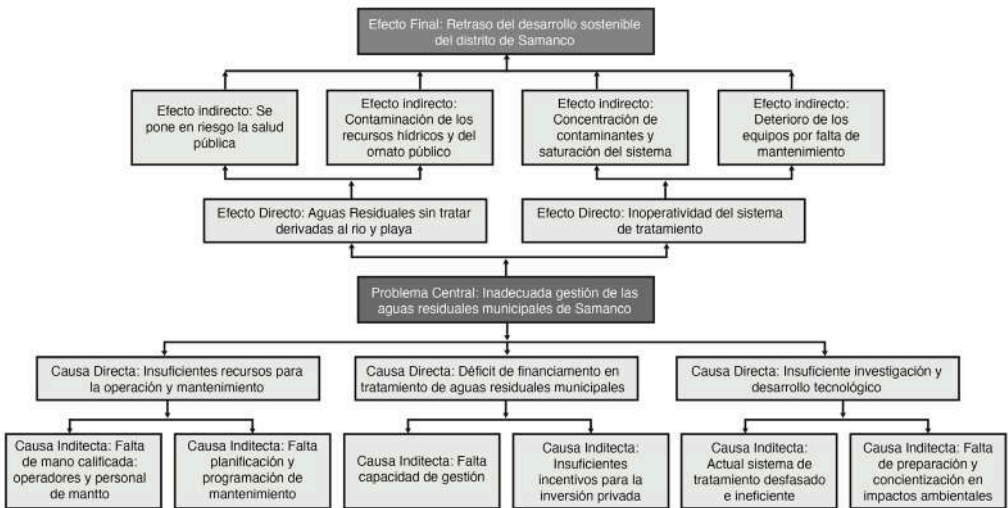 Efecto Final: Retraso del desarrollo sostenible
del distrito de Samanco
Efecto indirecto: Se
pone en riesgo la salud
pública
Efecto indirecto:
Contaminación de los
recursos hídricos y del
ornato público
Efecto indirecto:
Concentración de
contaminantes y
saturación del sistema
Efecto indirecto:
Deterioro de los
equipos por falta de
mantenimiento
Efecto Directo: Aguas Residuales sin tratar
derivadas al rio y playa
Efecto Directo: Inoperatividad del sistema
de tratamiento
Problema Central: Inadecuada gestión de las
aguas residuales municipales de Samanco
Causa Directa: Insuficientes recursos para
la operación y mantenimiento
Causa Directa: Déficit de financiamento en
tratamiento de aguas residuales municipales
Causa Directa: Insuficiente investigación y
desarrollo tecnológico
Causa Inditecta: Falta
de mano calificada:
operadores y personal
de mantto
Causa Inditecta: Falta
planificación y
programación de
mantenimiento
Causa Inditecta: Falta
capacidad de gestión
Causa Inditecta:
Insuficientes
incentivos para la
inversión privada
Causa Inditecta:
Actual sistema de
tratamiento desfasado
e ineficiente
Causa Inditecta: Falta
de preparación y
concientización en
impactos ambientales